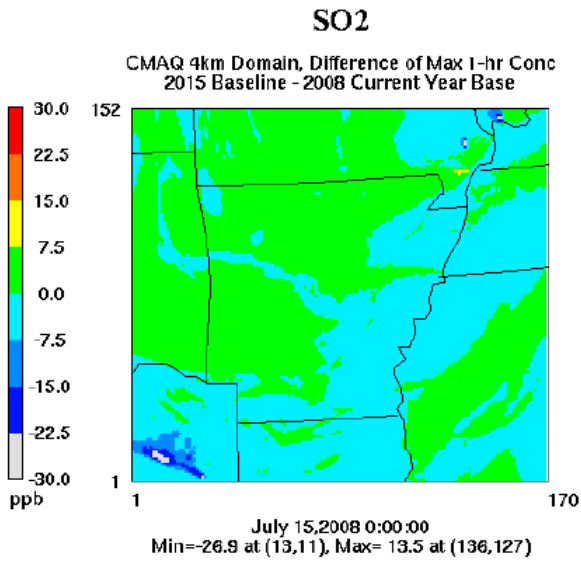 SO2
CMAQ 4km Domain, Difference of Max 1-hr Conc
2015 Baseline - 2008 Current Year Base
30.0
22.5
15.0
7.5
0.0
-7.5
-15.0
-22.5
-30.0
ppb
152
1
1
170
July 15,2008 0:00:00
Min=-26.9 at (13,11), Max= 13.5 at (136,127)